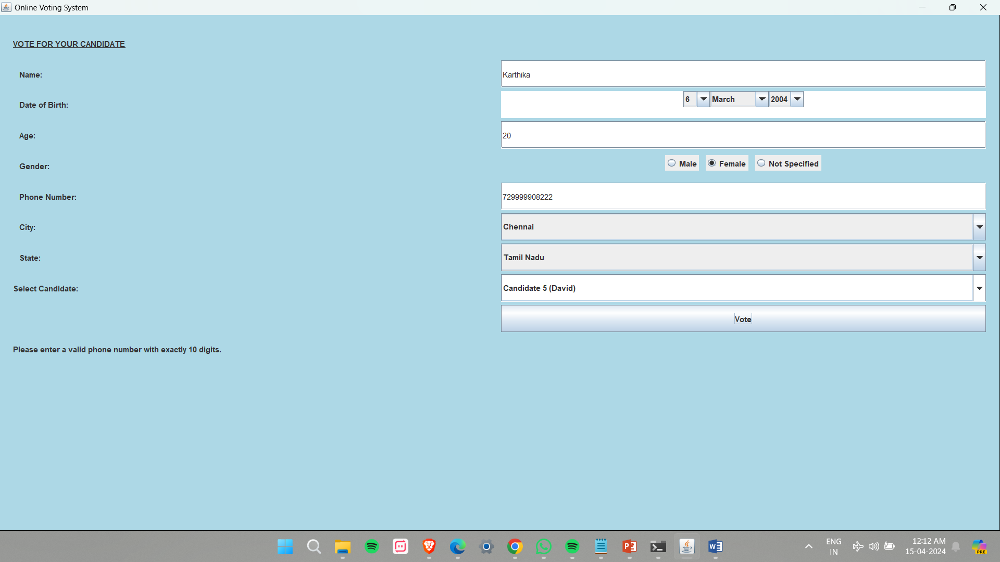 Online Voting System
VOTE FOR YOUR CANDIDATE
Name:
Karthika
Date of Birth:
6 March 2004
Age:
20
Gender:
Male Female Not Specified
Phone Number:
729999908222
City:
Chennai
State:
Tamil Nadu
Select Candidate:
Candidate 5 (David)
Vote
Please enter a valid phone number with exactly 10 digits.
ENG
IN
12:12 AM
15-04-2024
PRE